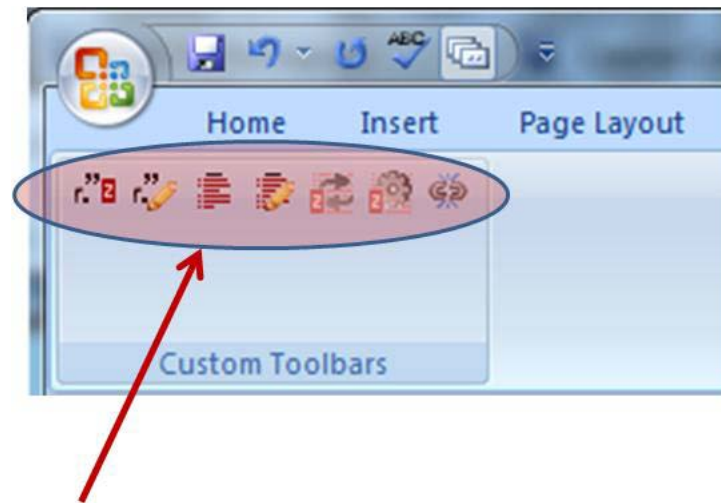 ABC
Home Insert Page Layout
r.” z r.”
z z
Custom Toolbars